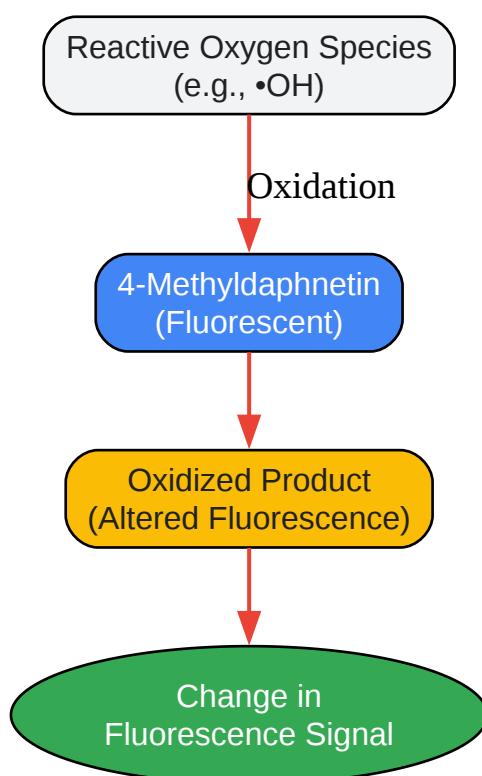 Reactive Oxygen Species
(e.g., •OH)
Oxidation
4-Methyldaphnetin
(Fluorescent)
Oxidized Product
(Altered Fluorescence)
Change in
Fluorescence Signal